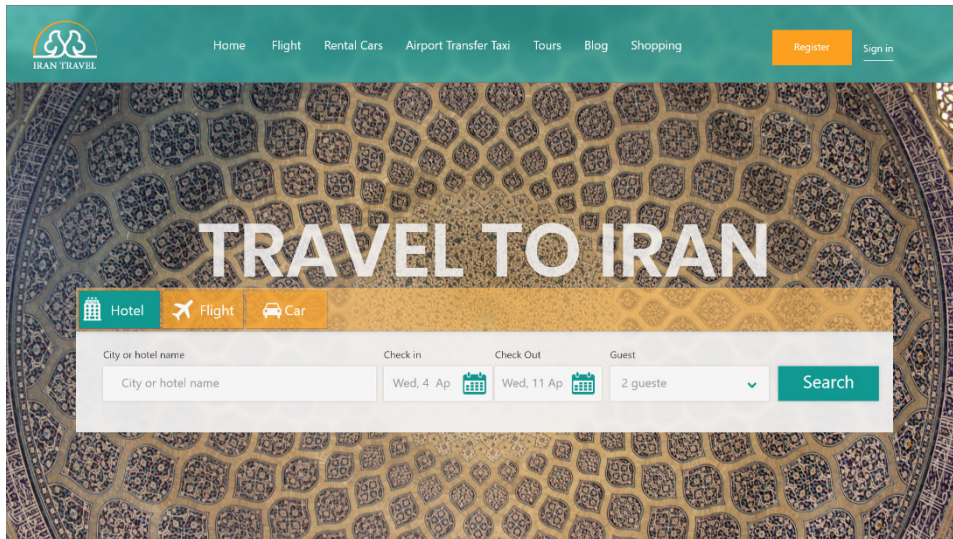 IRAN TRAVEL
Home Flight Rental Cars Airport Transfer Taxi Tours Blog Shopping
Register Sign in
TRAVEL TO IRAN
Hotel Flight Car
City or hotel name Check in Check Out Guest
City or hotel name Wed, 4 Ap Wed, 11 Ap 2 gueste Search